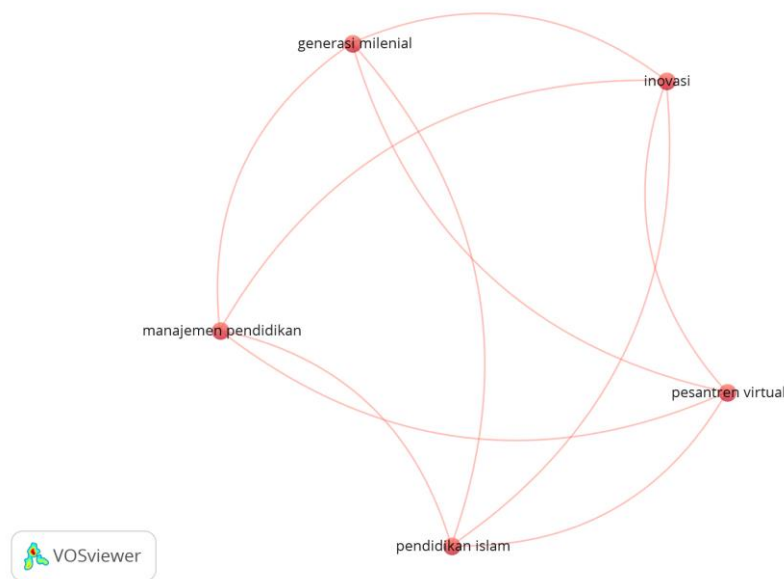 generasi milenial
inovasi
manajemen pendidikan
pesantren virtual
pendidikan islam
VOSviewer